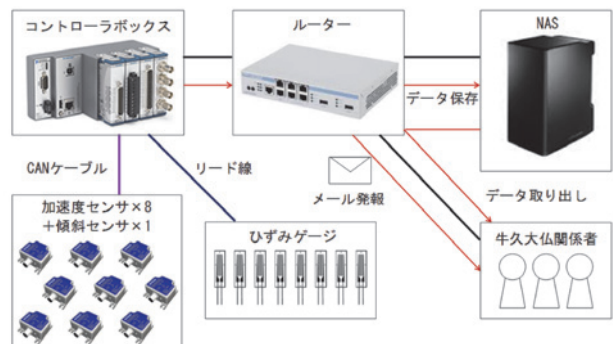 コントローラボックス
ルーター
NAS
データ保存
CANケーブル
リード線
メール発報
データ取り出し
加速度センサ×8
＋傾斜センサ×1
ひずみゲージ
牛久大仏関係者